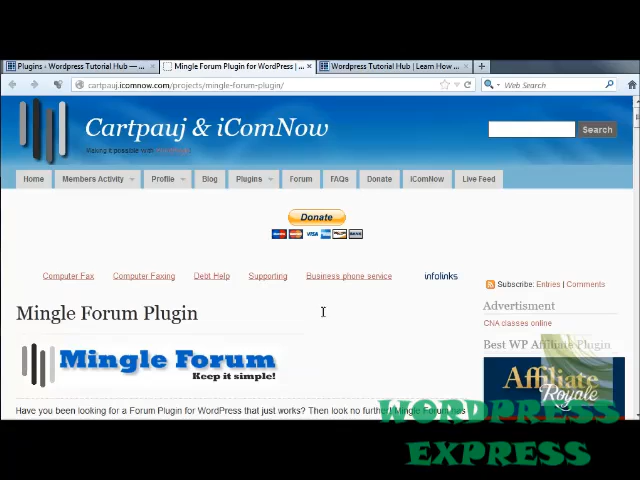 Plugins ‹ Wordpress Tutorial Hub — ...
Mingle Forum Plugin for WordPress | ...
Wordpress Tutorial Hub | Learn How ...
cartpauj.icomnow.com/projects/mingle-forum-plugin/
Web Search
Cartpauj & iComNow
Making it possible with
Search
Home
Members Activity
Profile
Blog
Plugins
Forum
FAQs
Donate
iComNow
Live Feed
Donate
VISA
Computer Fax
Computer Faxing
Debt Help
Supporting
Business phone service
infolinks
Subscribe: Entries | Comments
Mingle Forum Plugin
Advertisment
CNA classes online
Best WP Affiliate Plugin
Mingle Forum
Keep it simple!
Affiliate
Royale
Have you been looking for a Forum Plugin for WordPress that just works? Then look no further! Mingle Forum has
WORDPRESS
EXPRESS